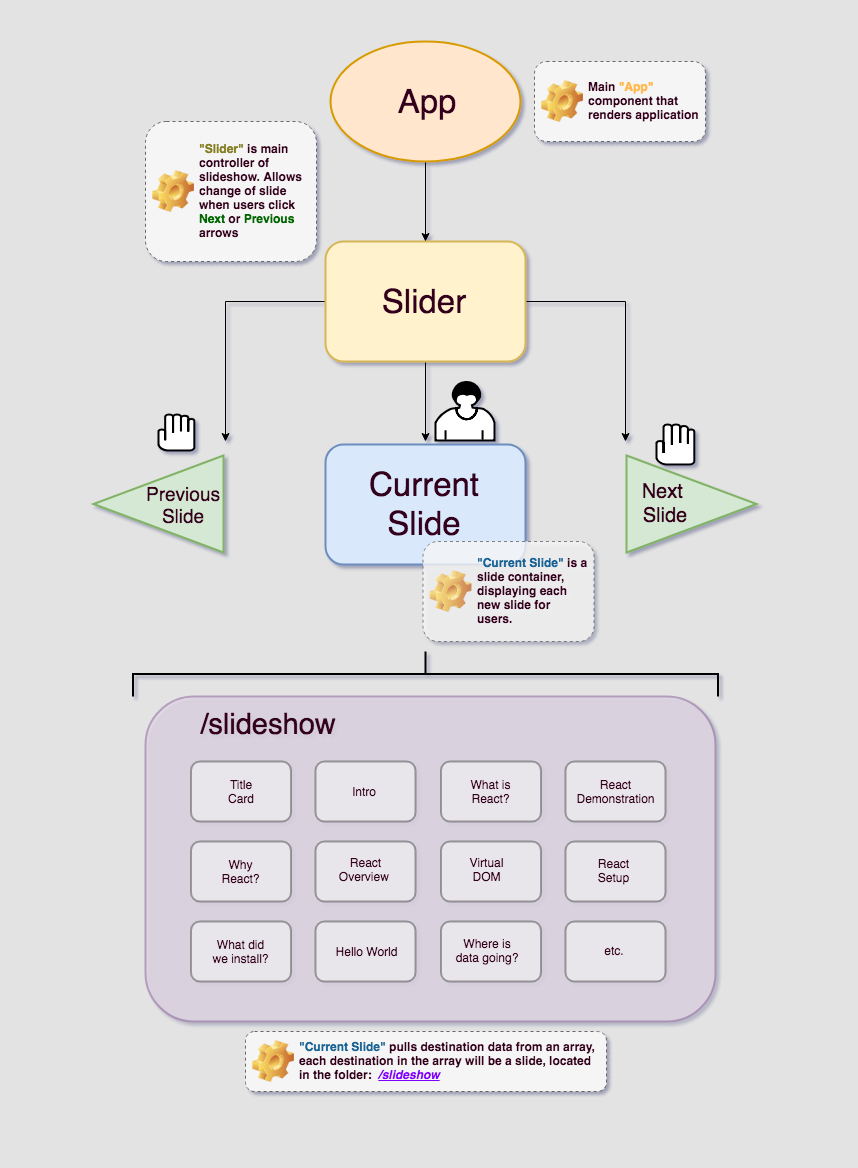 App
Main "App"
component that
renders application
"Slider" is main
controller of
slideshow. Allows
change of slide
when users click
Next or Previous
arrows
Slider
Previous
Slide
Current
Slide
Next
Slide
"Current Slide" is a
slide container,
displaying each
new slide for
users.
/slideshow
Title
Card
Intro
What is
React?
React
Demonstration
Why
React?
React
Overview
Virtual
DOM
React
Setup
What did
we install?
Hello World
Where is
data going?
etc.
"Current Slide" pulls destination data from an array,
each destination in the array will be a slide, located
in the folder: /slideshow